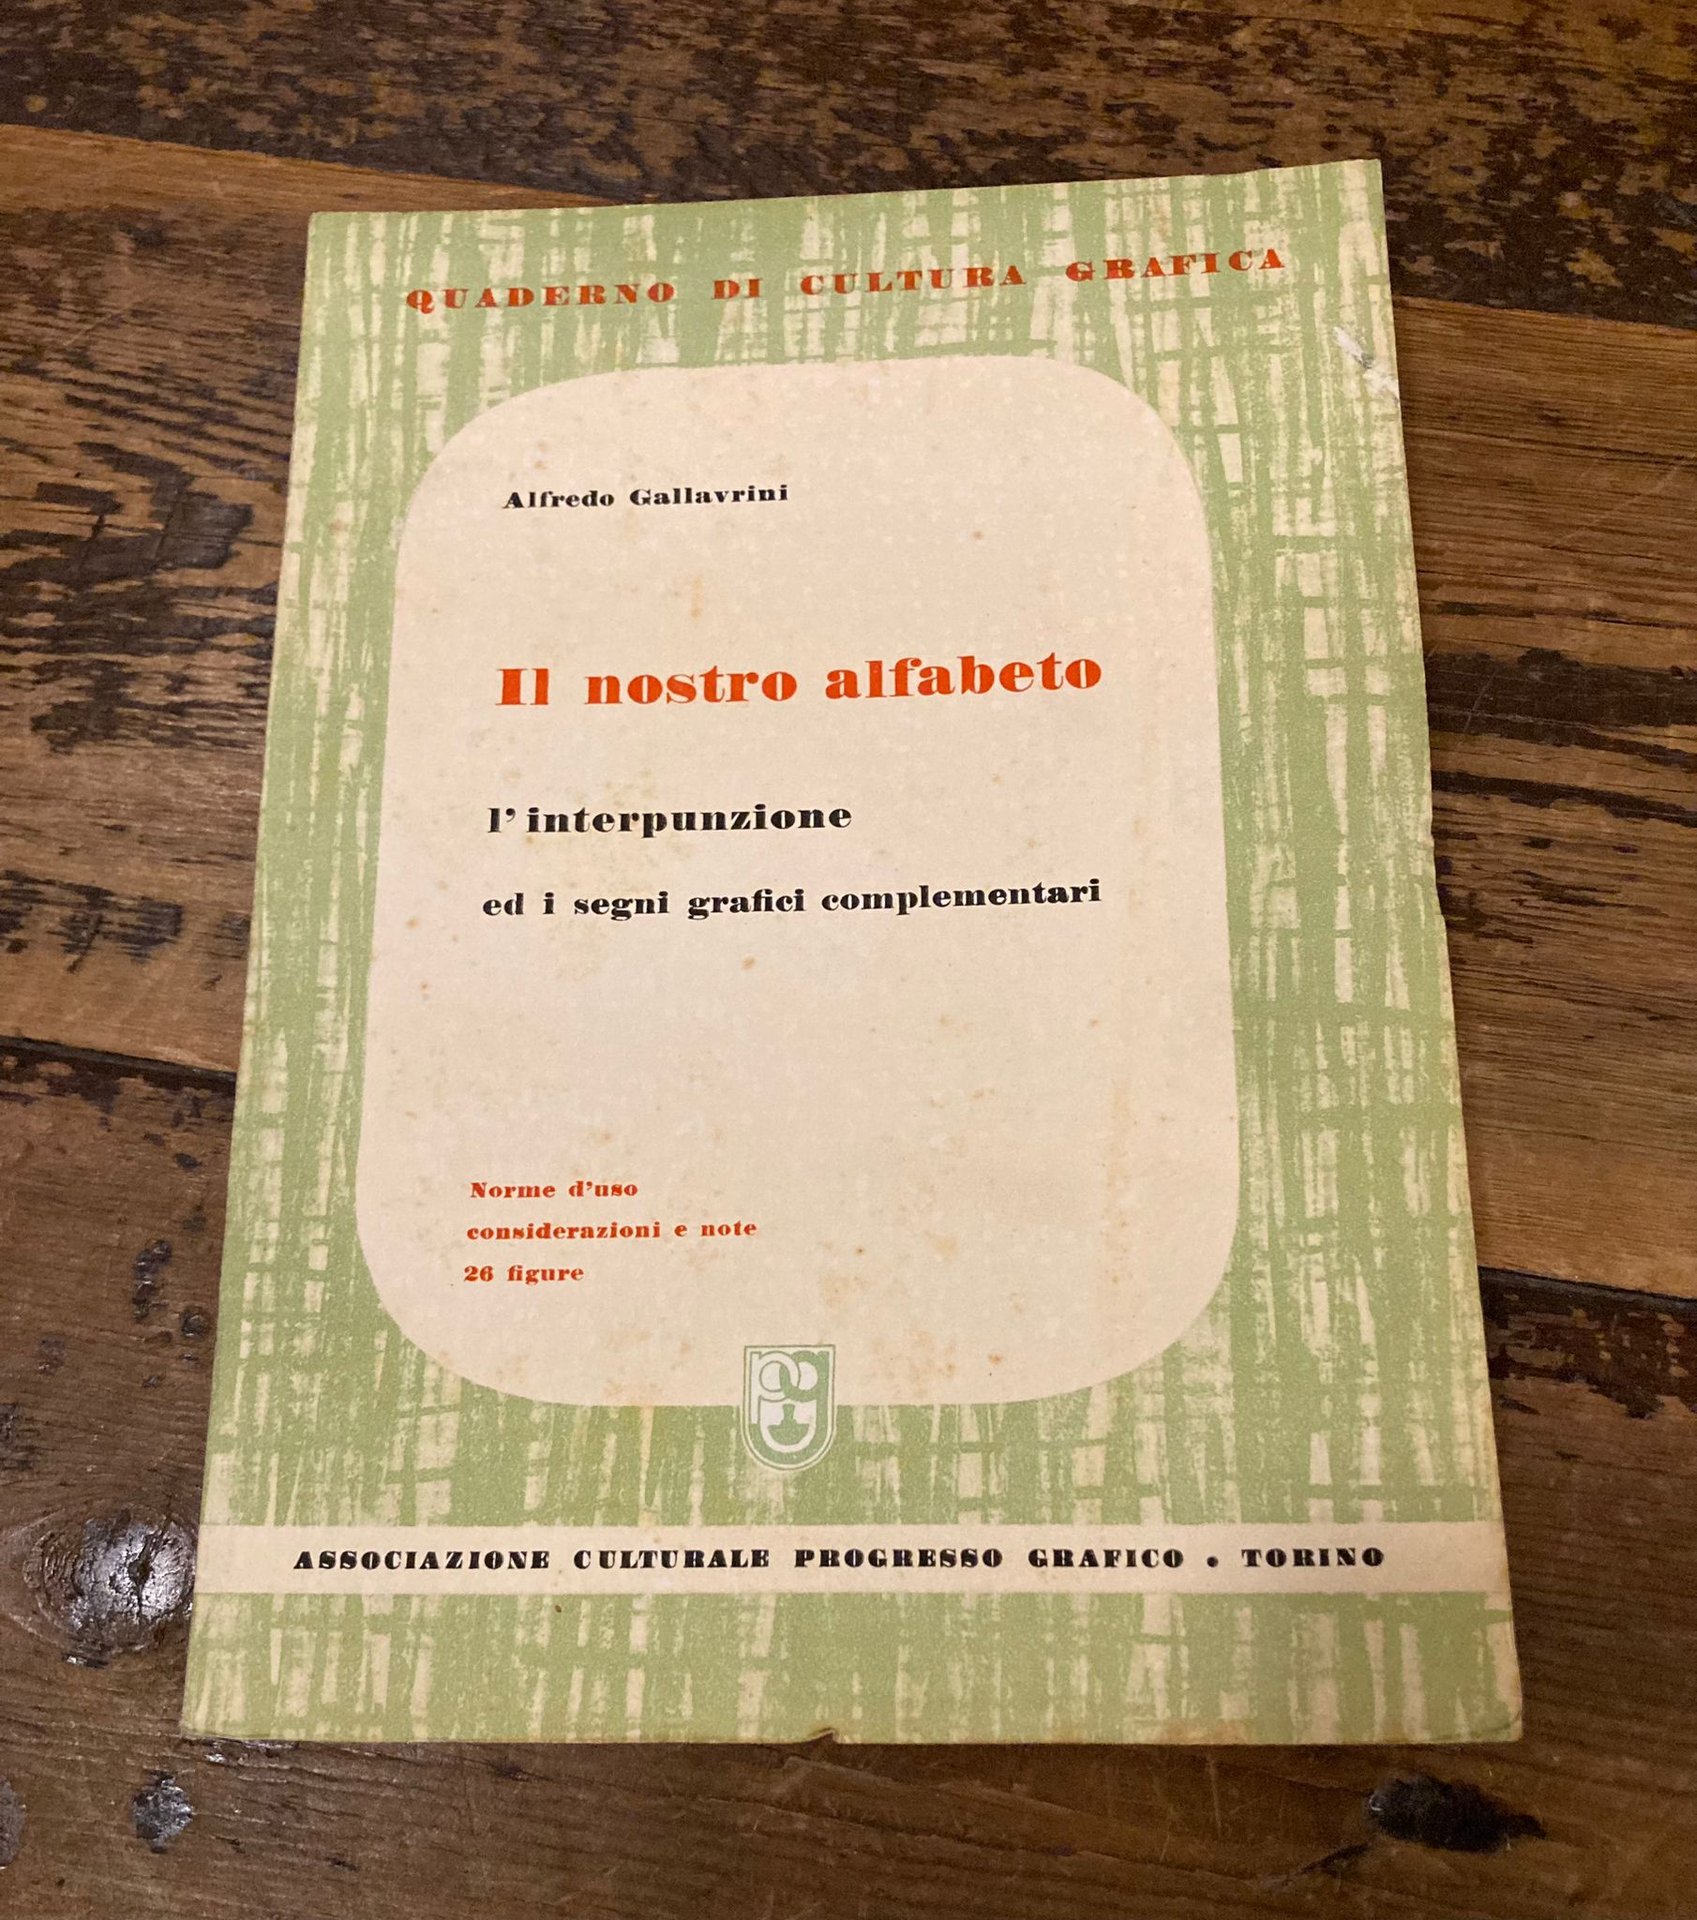 QUADERNO DI CULTURA GRAFICA
Alfredo Gallavrini
Il nostro alfabeto
l'interpunzione
ed i segni grafici complementari
Norme d'uso
considerazioni e note
26 figure
ASSOCIAZIONE CULTURALE PROGRESSO GRAFICO • TORINO